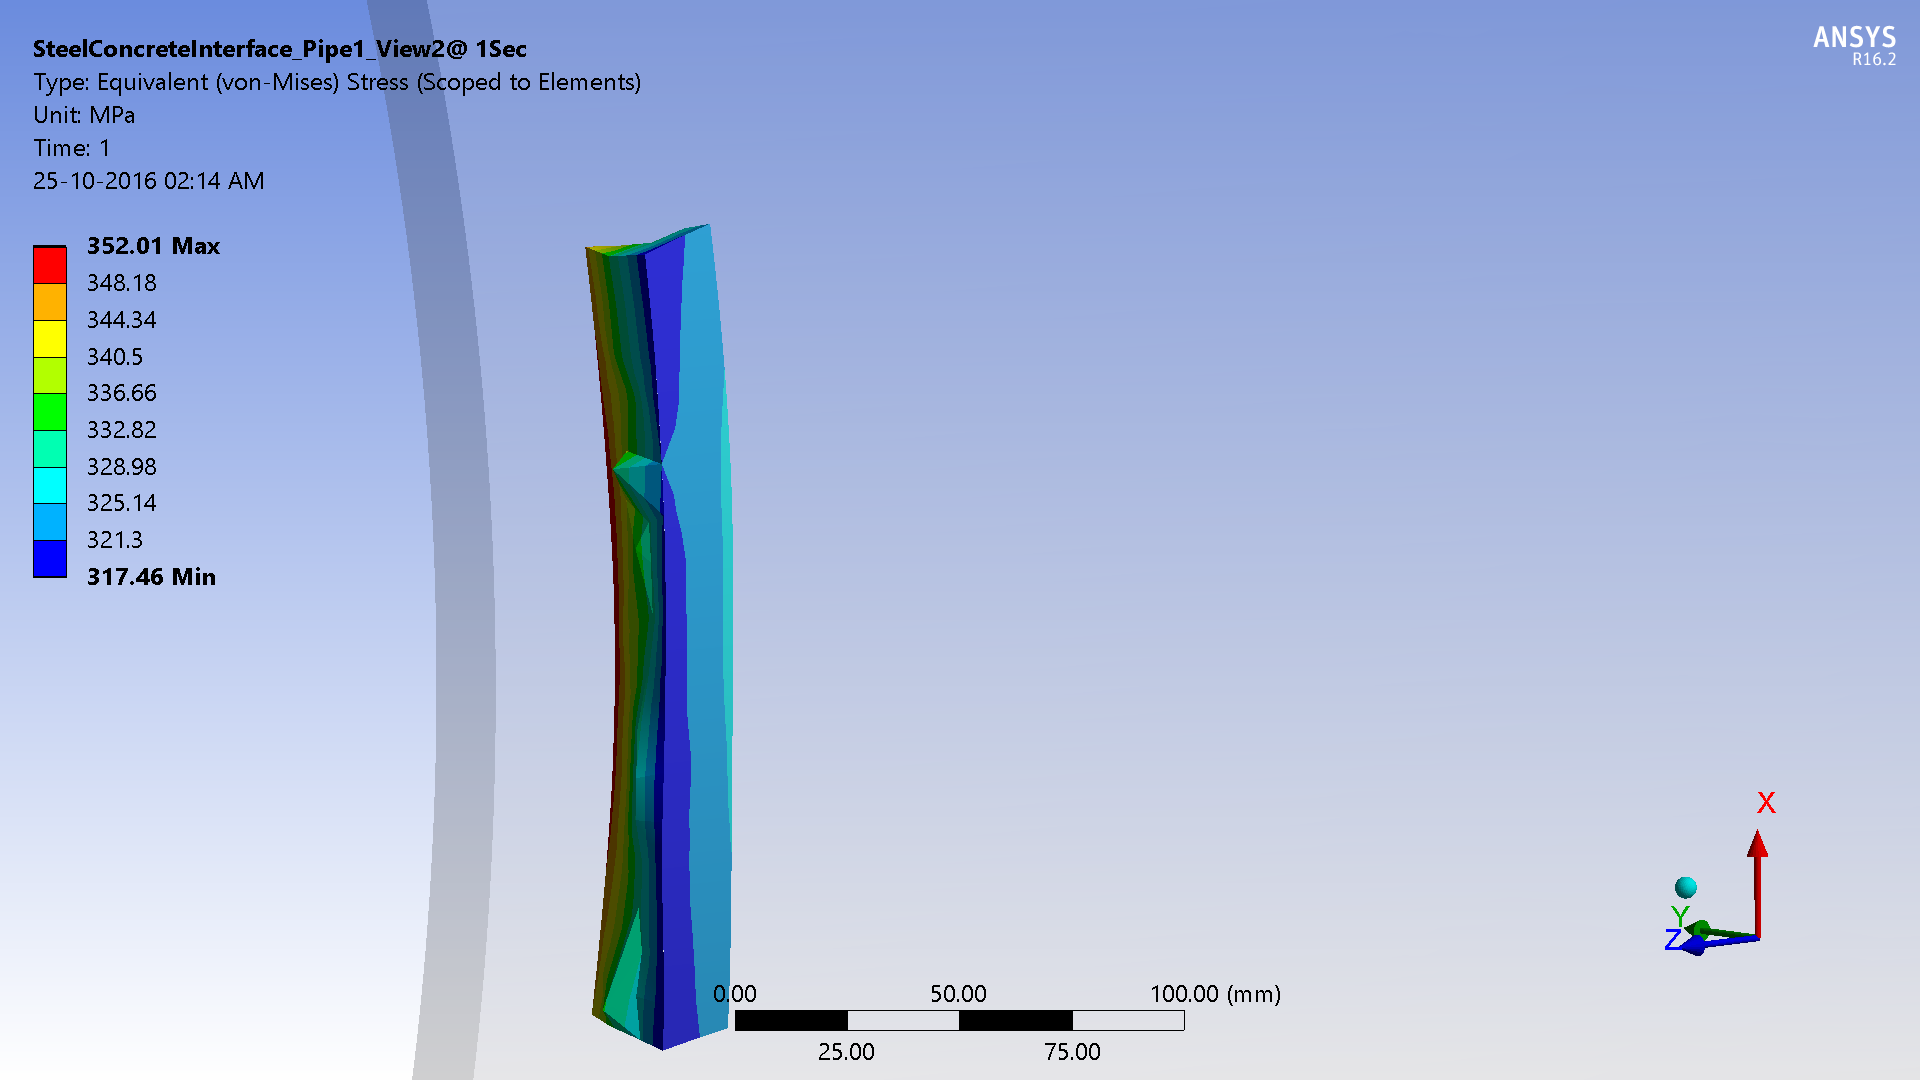 SteelConcreteInterface_Pipe1_View2@ 1Sec
Type: Equivalent (von-Mises) Stress (Scoped to Elements)
Unit: MPa
Time: 1
25-10-2016 02:14 AM
ANSYS
R16.2
352.01 Max
348.18
344.34
340.5
336.66
332.82
328.98
325.14
321.3
317.46 Min
X
Y
Z
0.00 50.00 100.00 (mm)
25.00 75.00